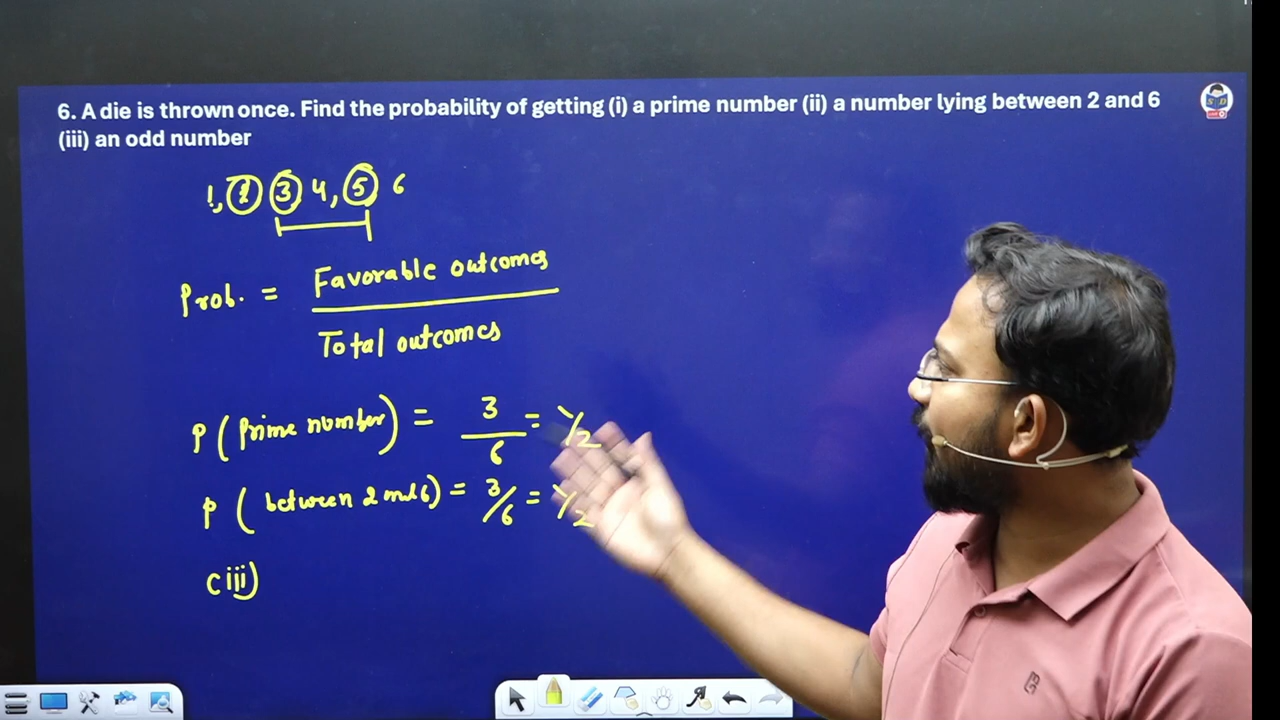 6. A die is thrown once. Find the probability of getting (i) a prime number (ii) a number lying between 2 and 6
(iii) an odd number
1, 2 3 4, 5 6
Prob. = Favorable outcomes
Total outcomes
P (Prime number) = 3/6 = 1/2
P ( between 2 and 6) = 3/6 = 1/2
(iii)